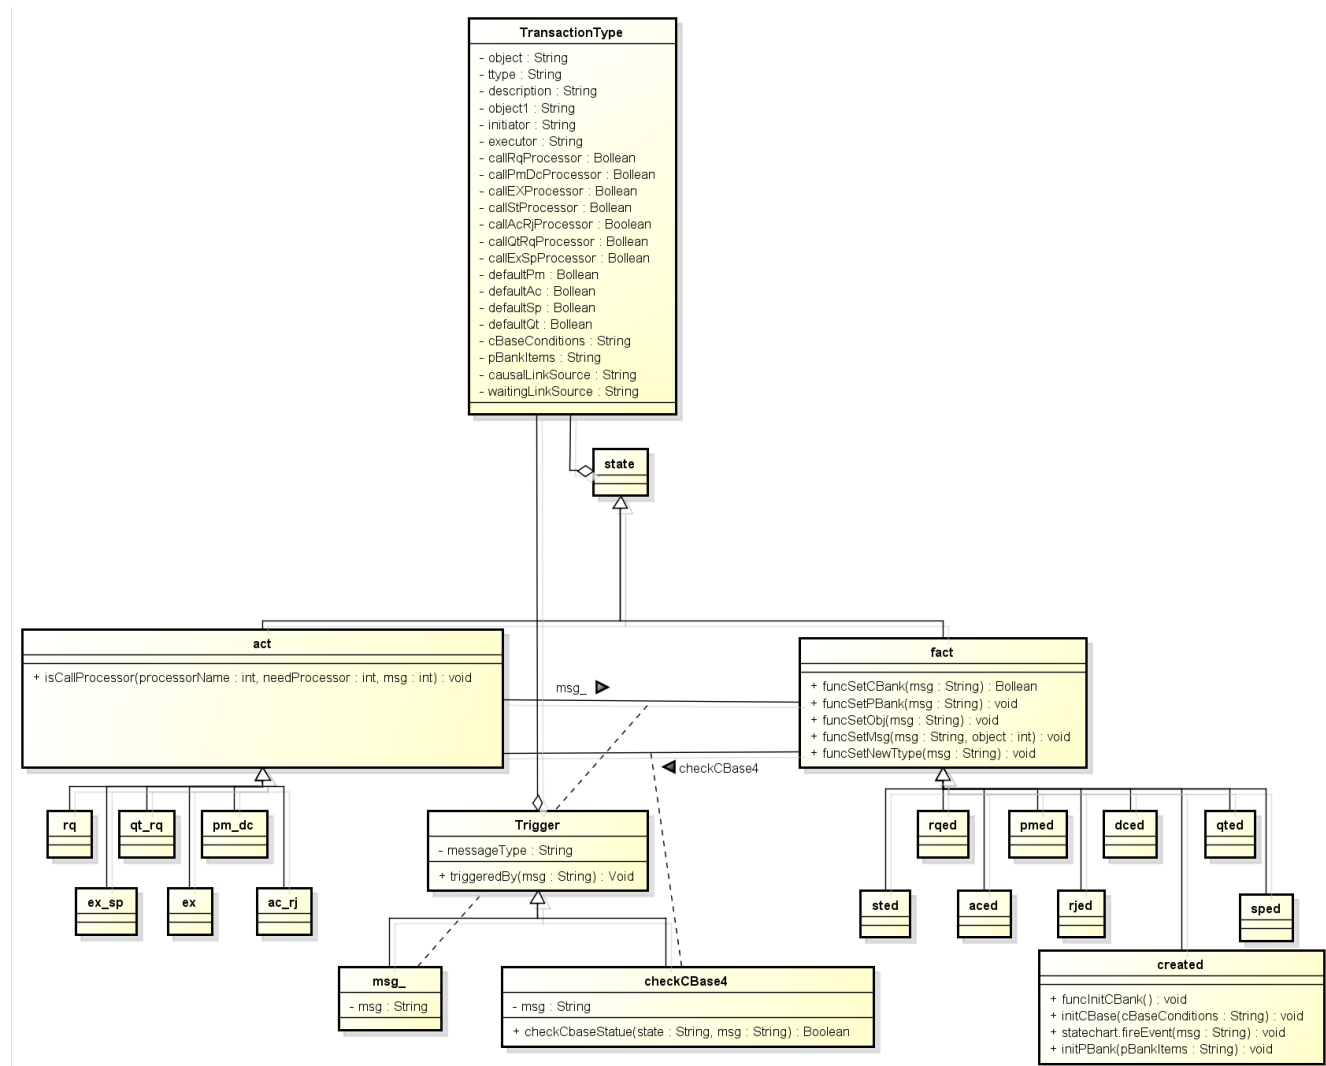 TransactionType
- object : String
- ttype : String
- description : String
- object1 : String
- initiator : String
- executor : String
- callRqProcessor : Bollean
- callPmDcProcessor : Bollean
- callEXProcessor : Bollean
- callStProcessor : Bollean
- callAcRjProcessor : Boolean
- callQtRqProcessor : Bollean
- callExSpProcessor : Bollean
- defaultPm : Bollean
- defaultAc : Bollean
- defaultSp : Bollean
- defaultQt : Bollean
- cBaseConditions : String
- pBankItems : String
- causalLinkSource : String
- waitingLinkSource : String
state
act
+ isCallProcessor(processorName : int, needProcessor : int, msg : int) : void
fact
+ funcSetCBank(msg : String) : Bollean
+ funcSetPBank(msg : String) : void
+ funcSetObj(msg : String) : void
+ funcSetMsg(msg : String, object : int) : void
+ funcSetNewTtype(msg : String) : void
msg_
checkCBase4
rq
qt_rq
pm_dc
ex_sp
ex
ac_rj
Trigger
- messageType : String
+ triggeredBy(msg : String) : Void
rqed
pmed
dced
qted
sted
aced
rjed
sped
msg_
- msg : String
checkCBase4
- msg : String
+ checkCbaseStatue(state : String, msg : String) : Boolean
created
+ funcInitCBank() : void
+ initCBase(cBaseConditions : String) : void
+ statechart.fireEvent(msg : String) : void
+ initPBank(pBankItems : String) : void